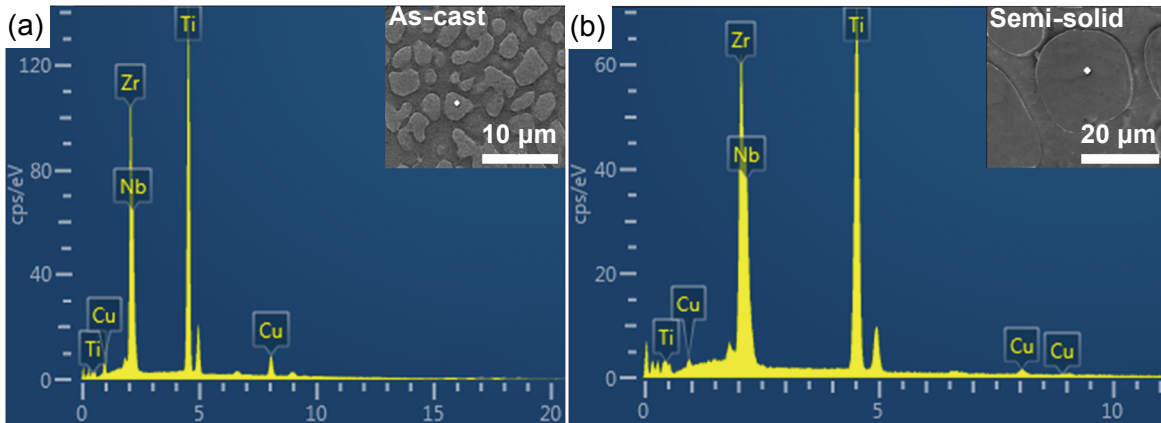 (a)
As-cast
10 µm
Ti
Zr
Nb
Cu
Ti
Cu
cps/eV
120
80
40
0
0
5
10
15
20
(b)
Semi-solid
20 µm
Ti
Zr
Nb
Cu
Ti
Cu
Cu
cps/eV
60
40
20
0
0
5
10